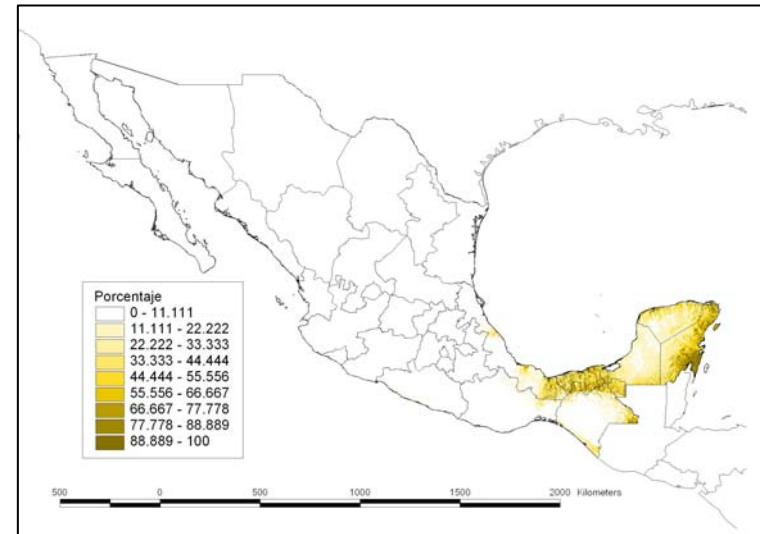 Porcentaje
0 - 11.111
11.111 - 22.222
22.222 - 33.333
33.333 - 44.444
44.444 - 55.556
55.556 - 66.667
66.667 - 77.778
77.778 - 88.889
88.889 - 100
500 0 500 1000 1500 2000 Kilometers